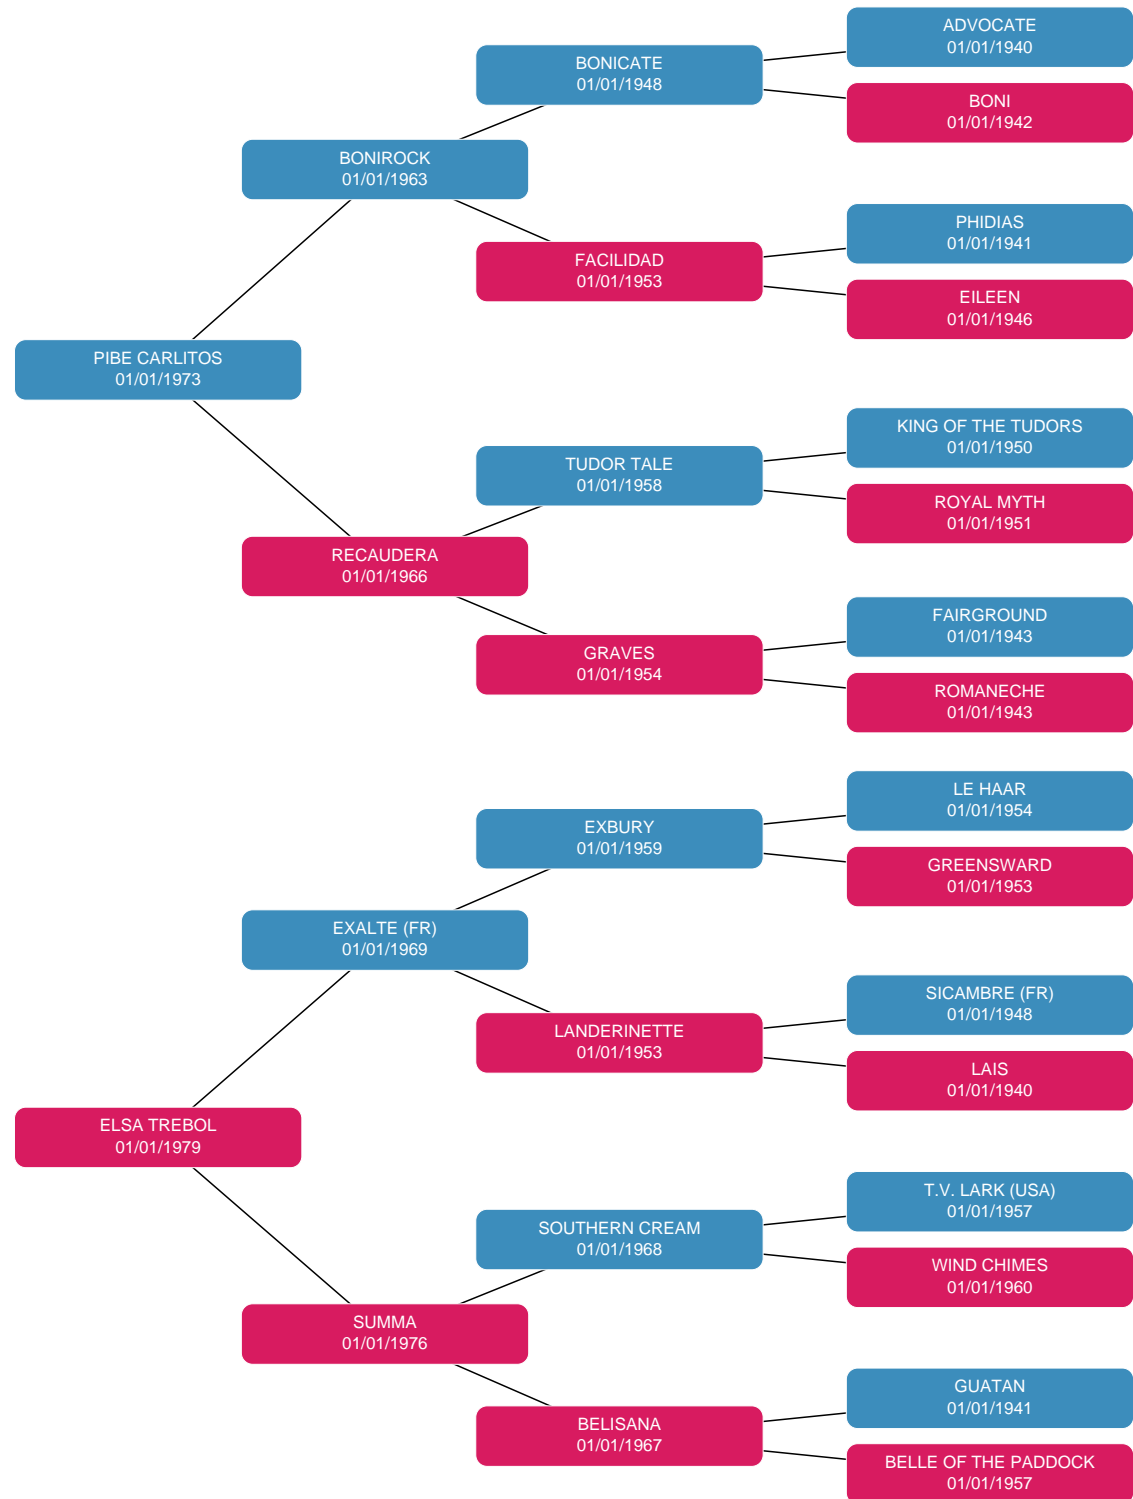 ADVOCATE
01/01/1940
BONICATE
01/01/1948
BONI
01/01/1942
BONIROCK
01/01/1963
PHIDIAS
01/01/1941
FACILIDAD
01/01/1953
EILEEN
01/01/1946
PIBE CARLITOS
01/01/1973
KING OF THE TUDORS
01/01/1950
TUDOR TALE
01/01/1958
ROYAL MYTH
01/01/1951
RECAUDERA
01/01/1966
FAIRGROUND
01/01/1943
GRAVES
01/01/1954
ROMANECHE
01/01/1943
LE HAAR
01/01/1954
EXBURY
01/01/1959
GREENSWARD
01/01/1953
EXALTE (FR)
01/01/1969
SICAMBRE (FR)
01/01/1948
LANDERINETTE
01/01/1953
LAIS
01/01/1940
ELSA TREBOL
01/01/1979
T.V. LARK (USA)
01/01/1957
SOUTHERN CREAM
01/01/1968
WIND CHIMES
01/01/1960
SUMMA
01/01/1976
GUATAN
01/01/1941
BELISANA
01/01/1967
BELLE OF THE PADDOCK
01/01/1957